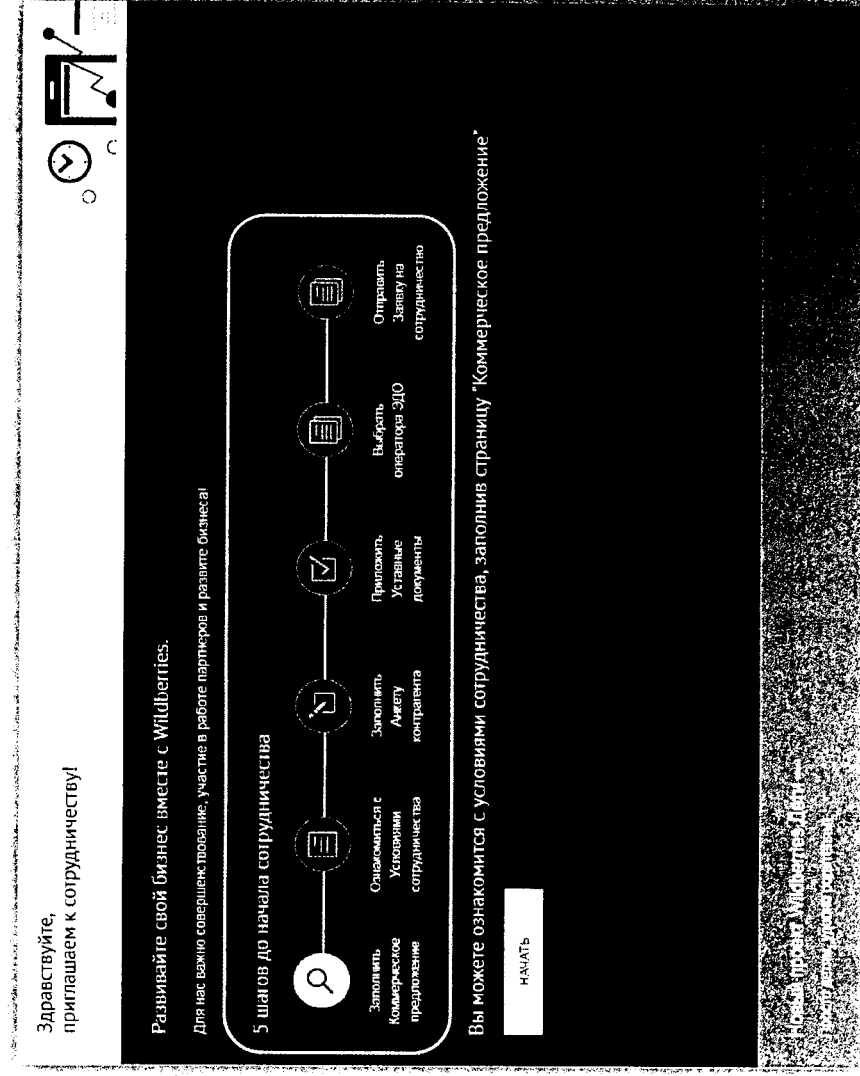 Здравствуйте,
приглашаем к сотрудничеству!
Развивайте свой бизнес вместе с Wildberries.
Для нас важно совершенствование, участие в работе партнеров и развите бизнеса!
5 шагов до начала сотрудничества
Заполнить
Коммерческое
предложение
Ознакомиться с
Условиями
сотрудничества
Заполнить
Анкету
контрагента
Приложить
Уставные
документы
Выбрать
оператора ЭДО
Отправить
Заявку на
сотрудничество
Вы можете ознакомится с условиями сотрудничества, заполнив страницу "Коммерческое предложение"
НАЧАТЬ
Wildberries